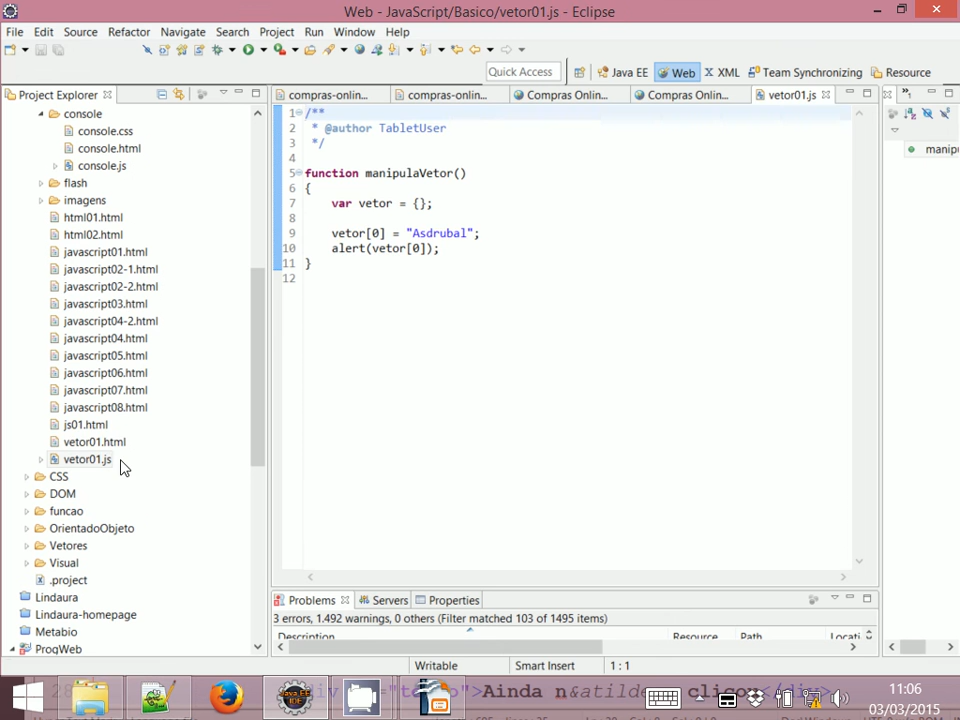 Web - JavaScript/Basico/vetor01.js - Eclipse
File Edit Source Refactor Navigate Search Project Run Window Help
Quick Access Java EE Web XML Team Synchronizing Resource
Project Explorer
compras-onlin... compras-onlin... Compras Onlin... Compras Onlin... vetor01.js
console
console.css
console.html
console.js
flash
imagens
html01.html
html02.html
javascript01.html
javascript02-1.html
javascript02-2.html
javascript03.html
javascript04-2.html
javascript04.html
javascript05.html
javascript06.html
javascript07.html
javascript08.html
js01.html
vetor01.html
vetor01.js
CSS
DOM
funcao
OrientadoObjeto
Vetores
Visual
.project
Lindaura
Lindaura-homepage
Metabio
ProgWeb
1 /**
2 * @author TabletUser
3 */
4
5 function manipulaVetor()
6 {
7 var vetor = {};
8
9 vetor[0] = "Asdrubal";
10 alert(vetor[0]);
11 }
12
manipu
Problems Servers Properties
3 errors, 1.492 warnings, 0 others (Filter matched 103 of 1495 items)
Description Resource Path Locati
Writable Smart Insert 1 : 1
Java EE IDE
11:06
03/03/2015